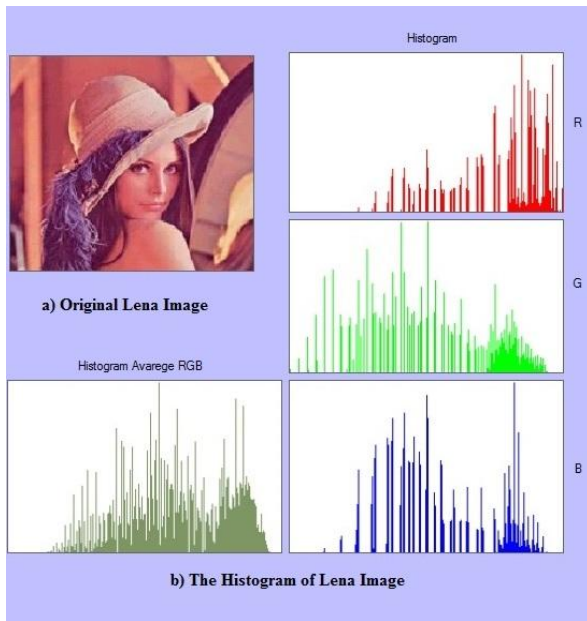 Histogram
R
a) Original Lena Image
G
Histogram Avarege RGB
B
b) The Histogram of Lena Image